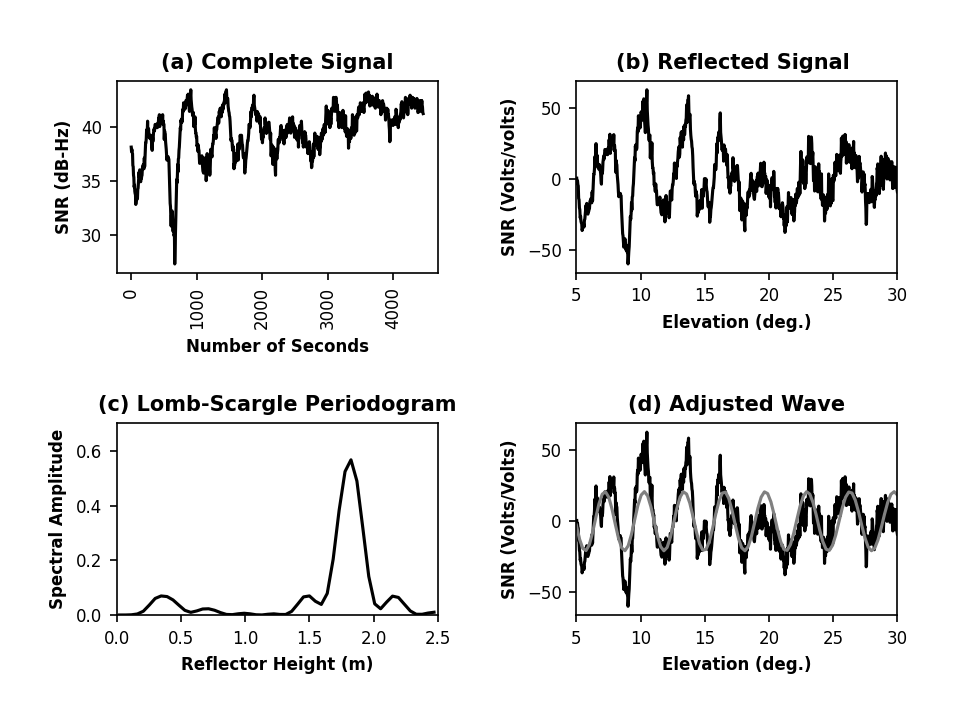 (a) Complete Signal
SNR (dB-Hz)
40
35
30
0
1000
2000
3000
4000
Number of Seconds
(b) Reflected Signal
SNR (Volts/volts)
50
0
−50
5 10 15 20 25 30
Elevation (deg.)
(c) Lomb-Scargle Periodogram
Spectral Amplitude
0.6
0.4
0.2
0.0
0.0 0.5 1.0 1.5 2.0 2.5
Reflector Height (m)
(d) Adjusted Wave
SNR (Volts/Volts)
50
0
−50
5 10 15 20 25 30
Elevation (deg.)